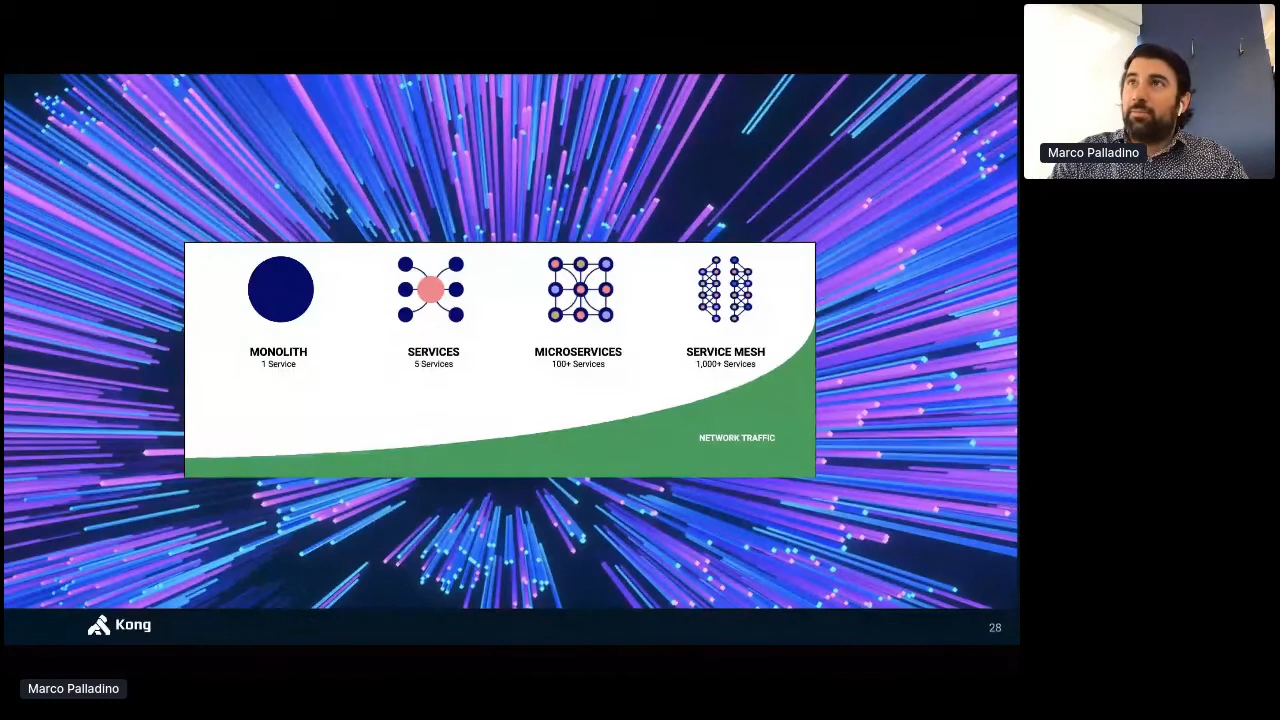 Marco Palladino
MONOLITH
1 Service
SERVICES
5 Services
MICROSERVICES
100+ Services
SERVICE MESH
1,000+ Services
NETWORK TRAFFIC
Kong
28
Marco Palladino